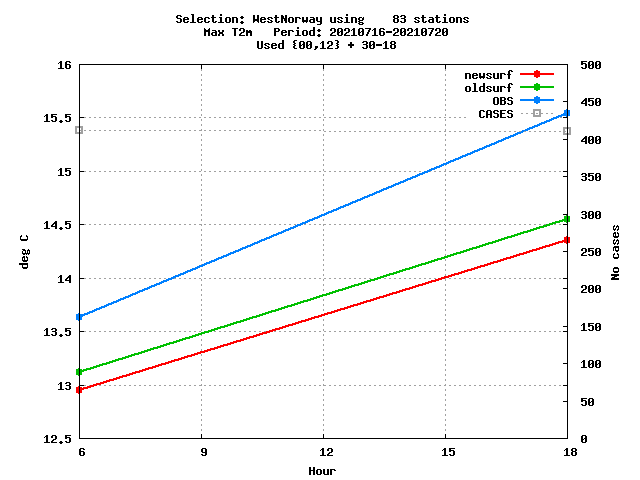 Selection: WestNorway using    83 stations
Max T2m   Period: 20210716-20210720
Used {00,12} + 30-18
newsurf
oldsurf
OBS
CASES
deg C
16
15.5
15
14.5
14
13.5
13
12.5
500
450
400
350
300
250
200
150
100
50
0
No cases
6 9 12 15 18
Hour